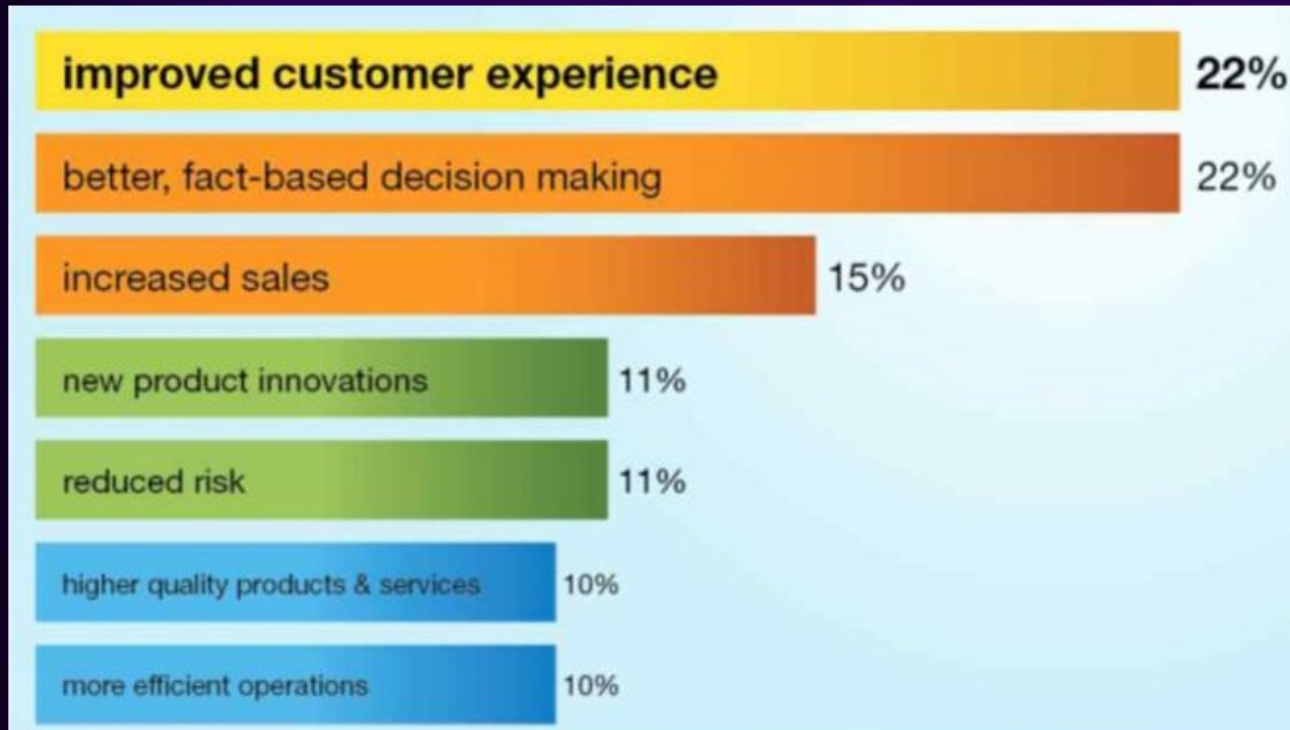 improved customer experience 22%
better, fact-based decision making 22%
increased sales 15%
new product innovations 11%
reduced risk 11%
higher quality products & services 10%
more efficient operations 10%